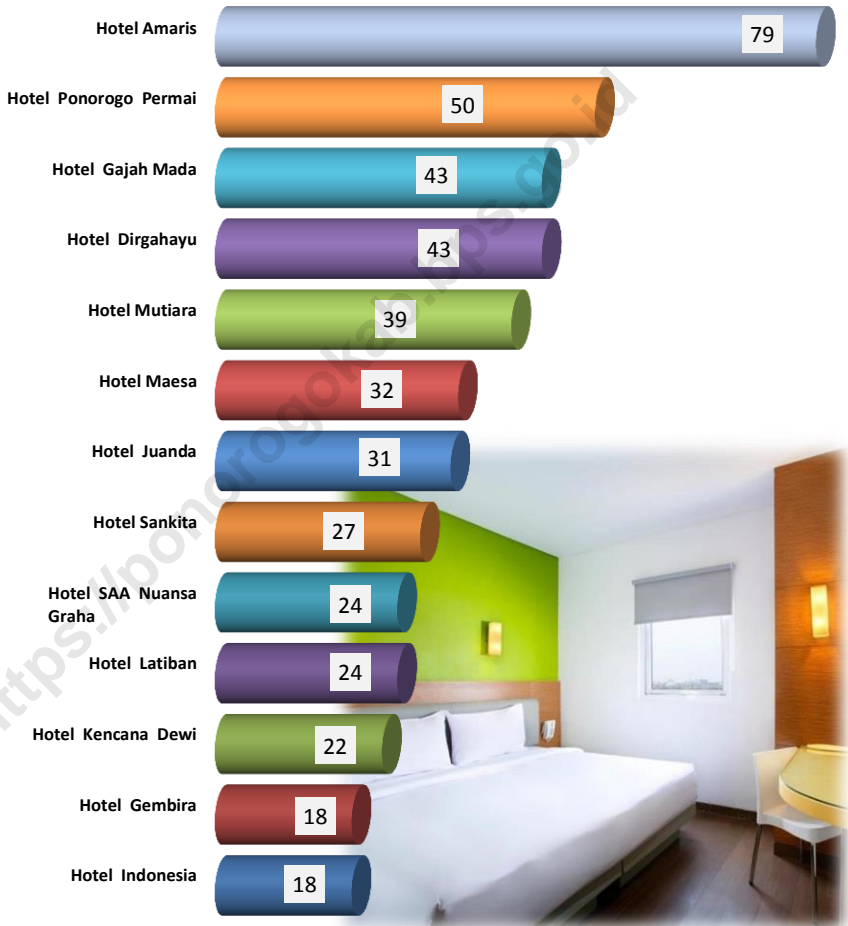 Hotel Amaris
79
Hotel Ponorogo Permai
50
Hotel Gajah Mada
43
Hotel Dirgahayu
43
Hotel Mutiara
39
Hotel Maesa
32
Hotel Juanda
31
Hotel Sankita
27
Hotel SAA Nuansa
Graha
24
Hotel Latiban
24
Hotel Kencana Dewi
22
Hotel Gembira
18
Hotel Indonesia
18
https://ponorogokab.bps.go.id